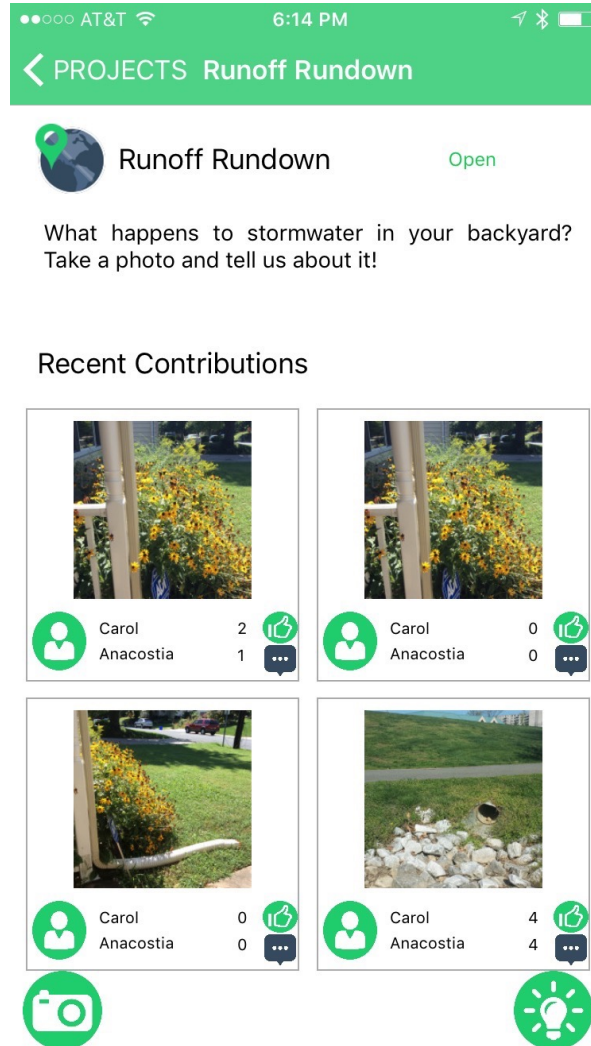 ●●○○○ AT&T 6:14 PM
PROJECTS Runoff Rundown
Runoff Rundown Open
What happens to stormwater in your backyard?
Take a photo and tell us about it!
Recent Contributions
Carol 2
Anacostia 1
Carol 0
Anacostia 0
Carol 0
Anacostia 0
Carol 4
Anacostia 4